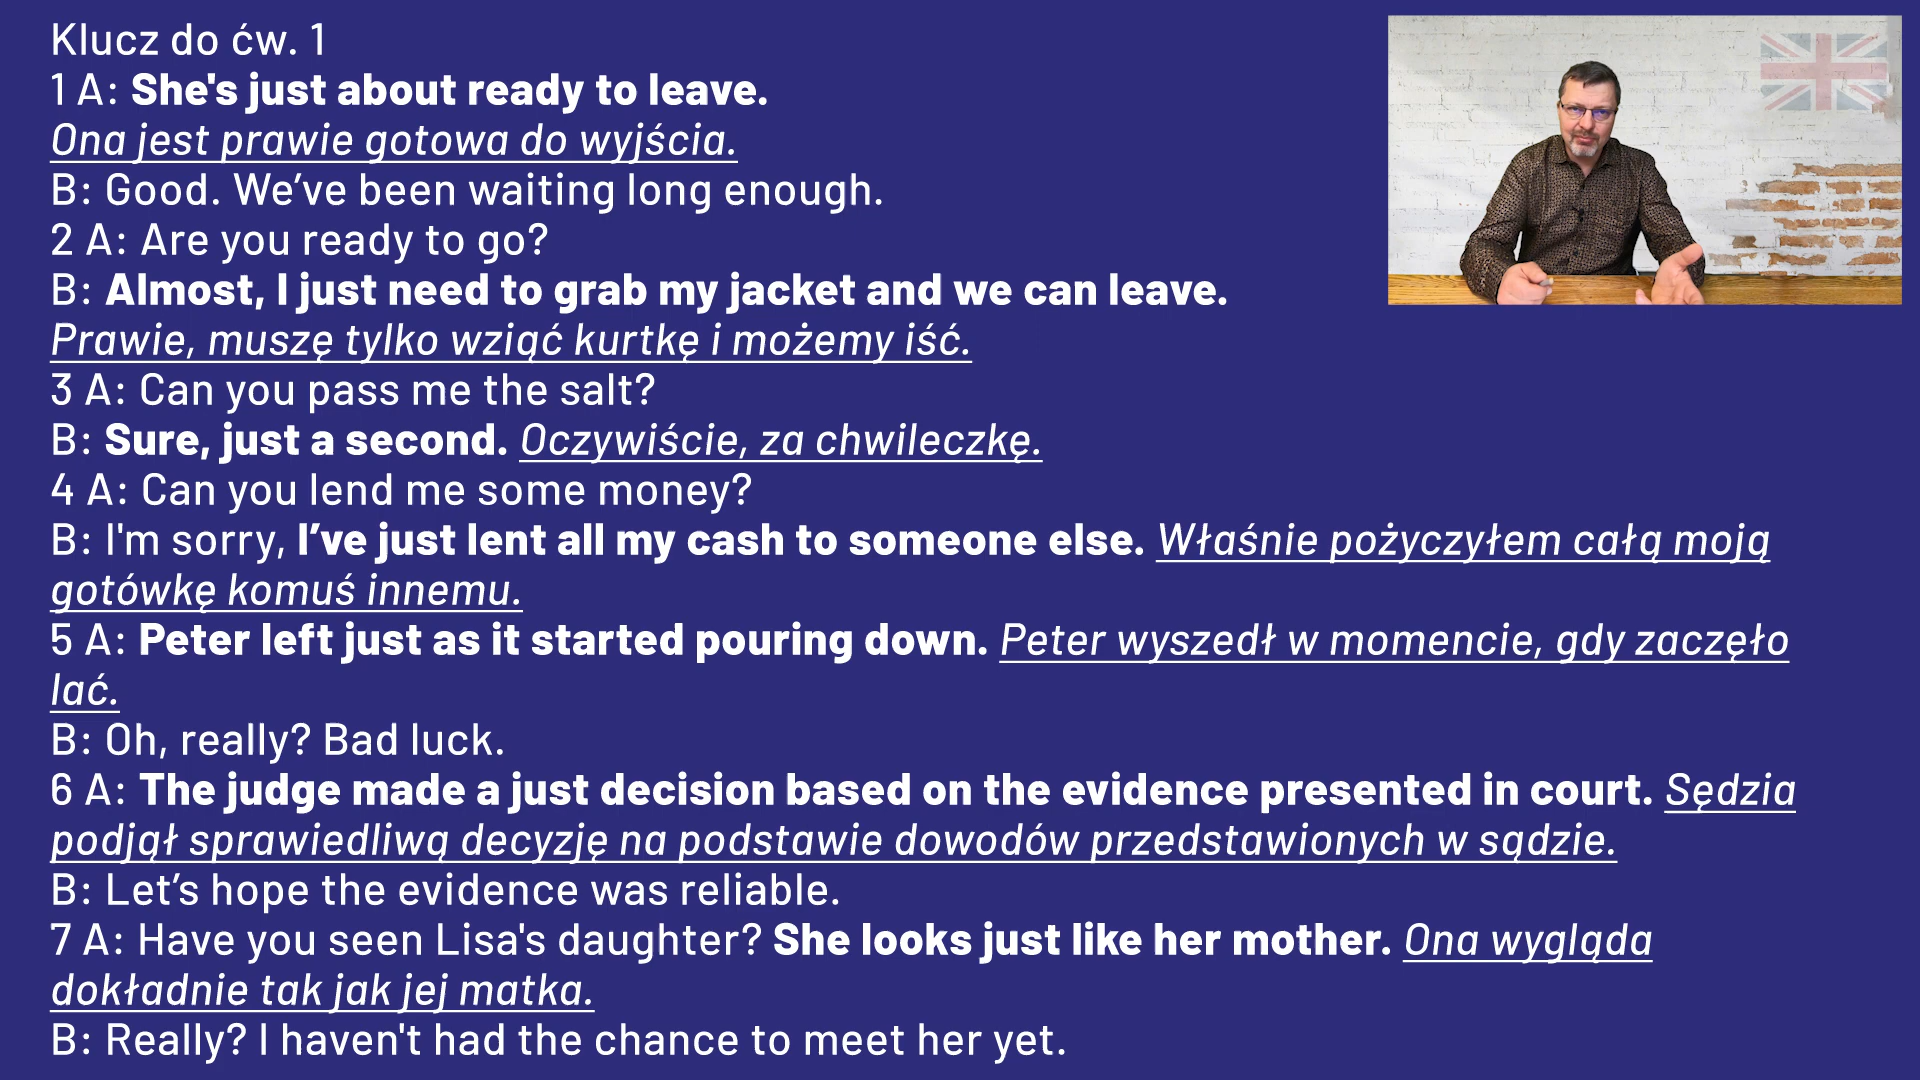 Klucz do ćw. 1
1 A: She's just about ready to leave.
Ona jest prawie gotowa do wyjścia.
B: Good. We’ve been waiting long enough.
2 A: Are you ready to go?
B: Almost, I just need to grab my jacket and we can leave.
Prawie, muszę tylko wziąć kurtkę i możemy iść.
3 A: Can you pass me the salt?
B: Sure, just a second. Oczywiście, za chwileczkę.
4 A: Can you lend me some money?
B: I'm sorry, I’ve just lent all my cash to someone else. Właśnie pożyczyłem całą moją
gotówkę komuś innemu.
5 A: Peter left just as it started pouring down. Peter wyszedł w momencie, gdy zaczęło
lać.
B: Oh, really? Bad luck.
6 A: The judge made a just decision based on the evidence presented in court. Sędzia
podjął sprawiedliwą decyzję na podstawie dowodów przedstawionych w sądzie.
B: Let’s hope the evidence was reliable.
7 A: Have you seen Lisa's daughter? She looks just like her mother. Ona wygląda
dokładnie tak jak jej matka.
B: Really? I haven't had the chance to meet her yet.